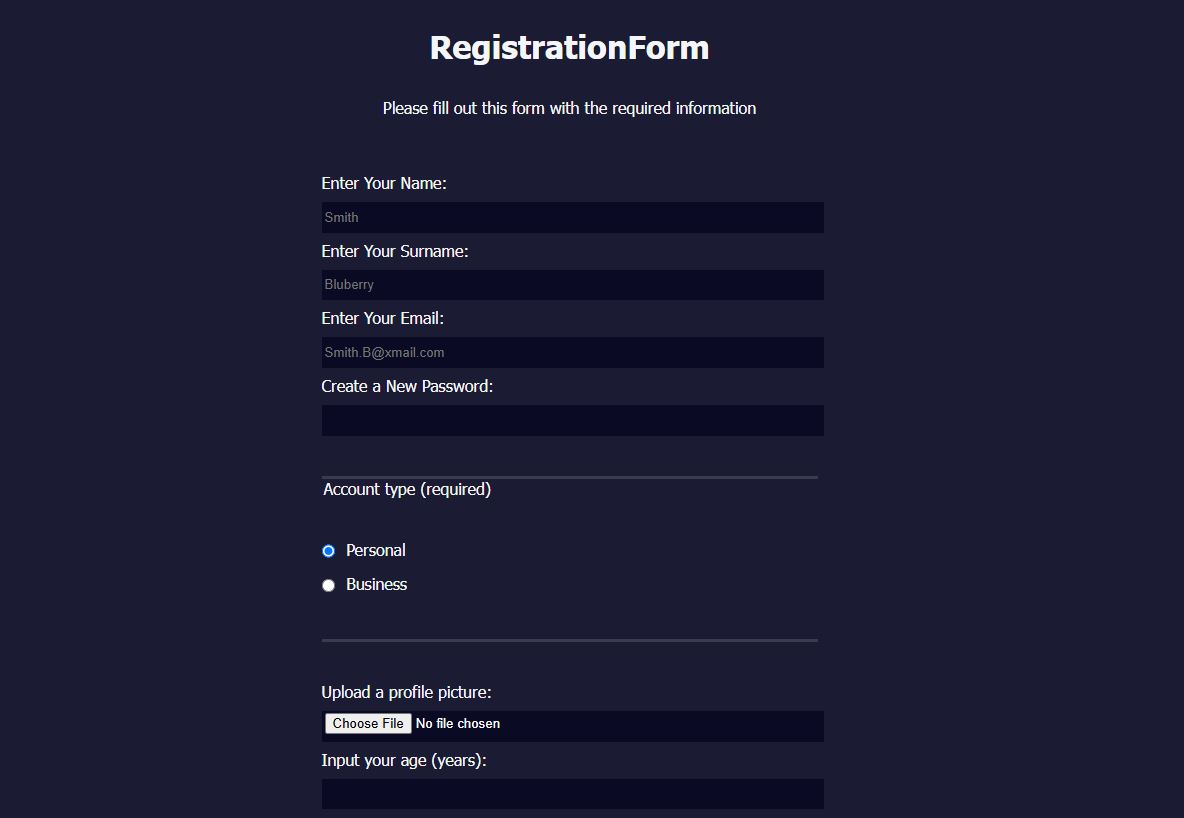 RegistrationForm
Please fill out this form with the required information
Enter Your Name:
Smith
Enter Your Surname:
Bluberry
Enter Your Email:
Smith.B@xmail.com
Create a New Password:
Account type (required)
Personal
Business
Upload a profile picture:
Choose File No file chosen
Input your age (years):